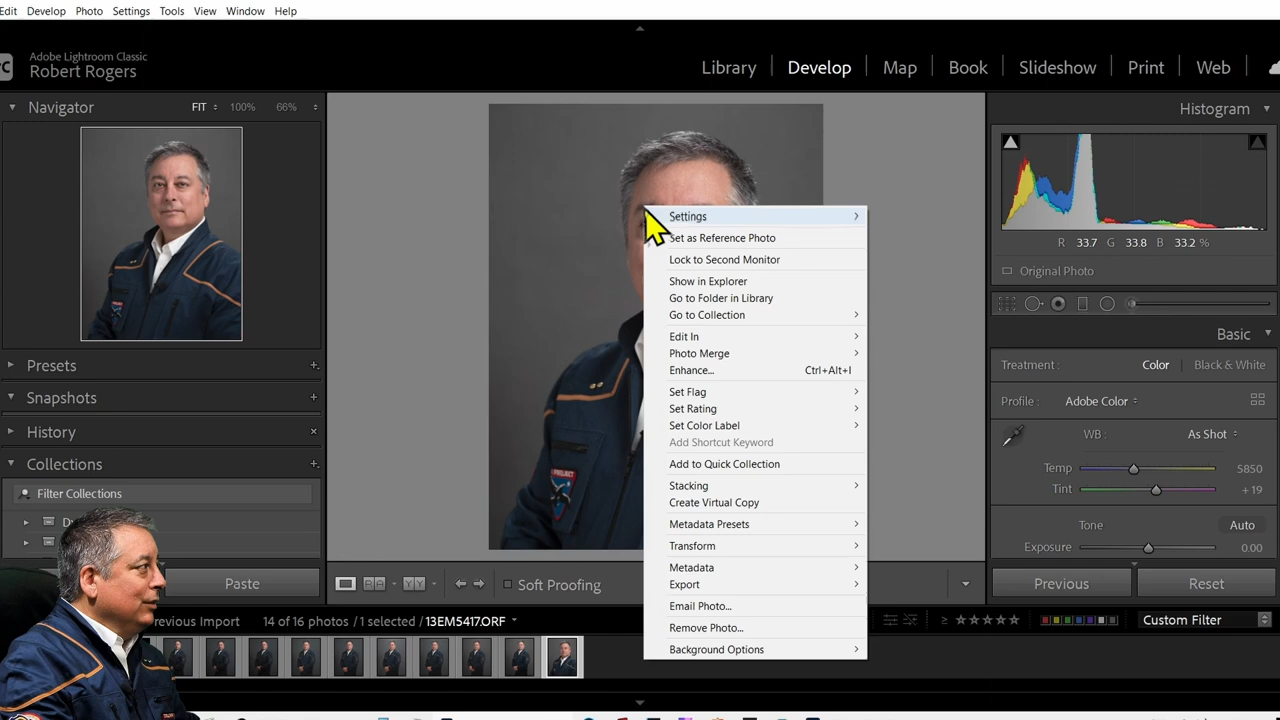 Edit Develop Photo Settings Tools View Window Help
Adobe Lightroom Classic
Robert Rogers
Library Develop Map Book Slideshow Print Web
Navigator FIT 100% 66%
Presets
Snapshots
History
Collections
Filter Collections
Paste
Settings
Set as Reference Photo
Lock to Second Monitor
Show in Explorer
Go to Folder in Library
Go to Collection
Edit In
Photo Merge
Enhance... Ctrl+Alt+I
Set Flag
Set Rating
Set Color Label
Add Shortcut Keyword
Add to Quick Collection
Stacking
Create Virtual Copy
Metadata Presets
Transform
Metadata
Export
Email Photo...
Remove Photo...
Background Options
Histogram
R 33.7 G 33.8 B 33.2 %
Original Photo
Basic
Treatment : Color Black & White
Profile : Adobe Color
WB : As Shot
Temp 5850
Tint + 19
Tone Auto
Exposure 0.00
Previous Reset
Soft Proofing
14 of 16 photos / 1 selected / 13EM5417.ORF
Custom Filter